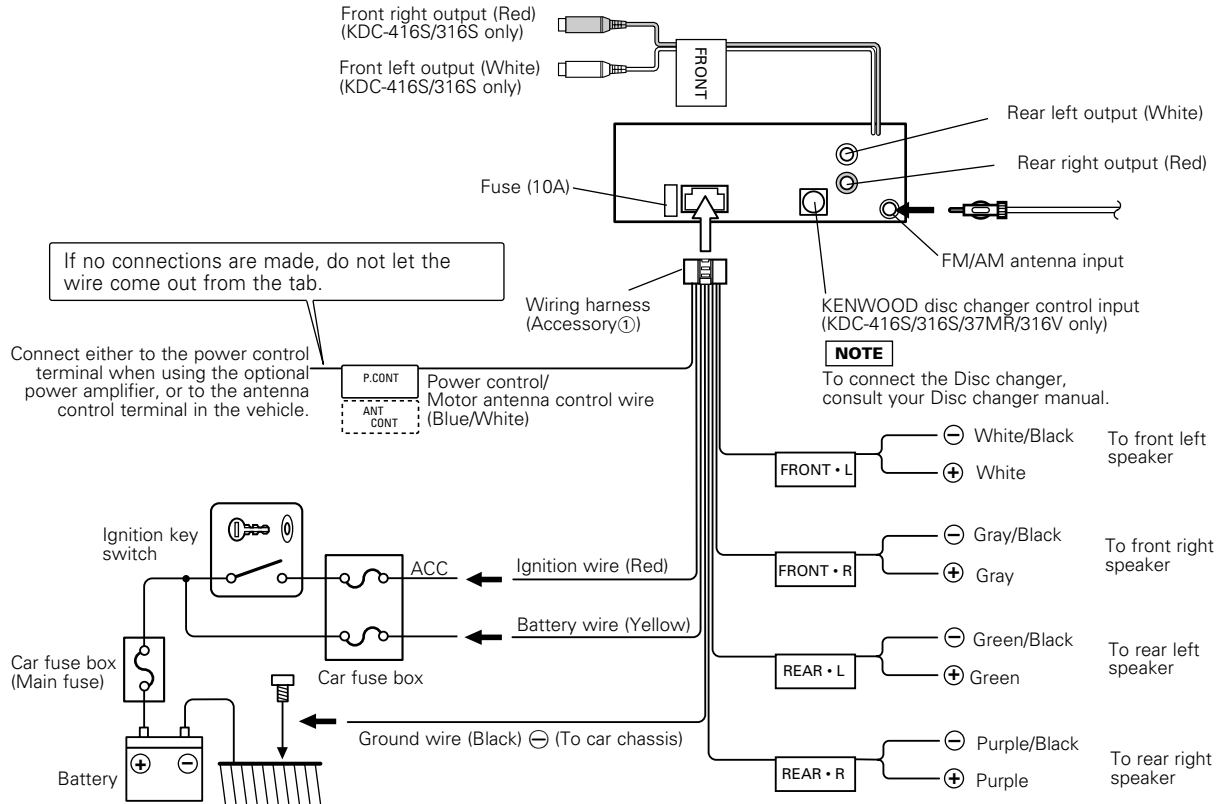 Front right output (Red)
(KDC-416S/316S only)
Front left output (White)
(KDC-416S/316S only)
FRONT
Rear left output (White)
Rear right output (Red)
Fuse (10A)
FM/AM antenna input
If no connections are made, do not let the
wire come out from the tab.
Wiring harness
(Accessory①)
KENWOOD disc changer control input
(KDC-416S/316S/37MR/316V only)
NOTE
To connect the Disc changer,
consult your Disc changer manual.
Connect either to the power control
terminal when using the optional
power amplifier, or to the antenna
control terminal in the vehicle.
P.CONT
ANT
CONT
Power control/
Motor antenna control wire
(Blue/White)
FRONT • L
⊖ White/Black
⊕ White
To front left
speaker
FRONT • R
⊖ Gray/Black
⊕ Gray
To front right
speaker
REAR • L
⊖ Green/Black
⊕ Green
To rear left
speaker
REAR • R
⊖ Purple/Black
⊕ Purple
To rear right
speaker
Ignition key
switch
ACC
Ignition wire (Red)
Battery wire (Yellow)
Car fuse box
(Main fuse)
Car fuse box
Ground wire (Black) ⊖ (To car chassis)
⊕
⊖
Battery